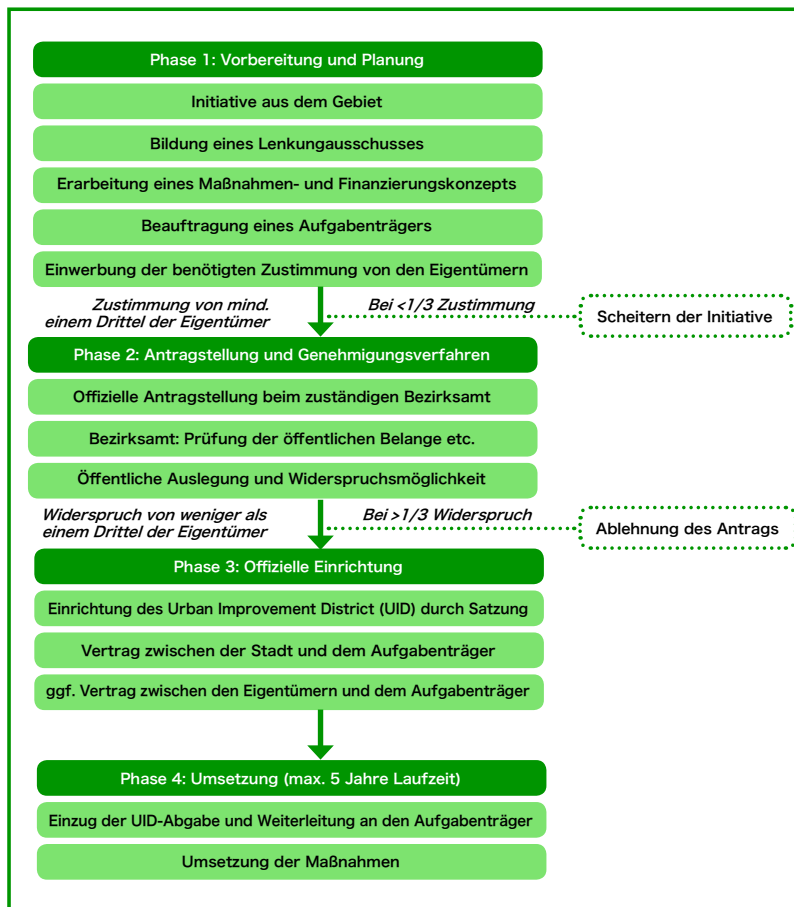 Phase 1: Vorbereitung und Planung
Initiative aus dem Gebiet
Bildung eines Lenkungausschusses
Erarbeitung eines Maßnahmen- und Finanzierungskonzepts
Beauftragung eines Aufgabenträgers
Einwerbung der benötigten Zustimmung von den Eigentümern
Zustimmung von mind.
einem Drittel der Eigentümer
Bei <1/3 Zustimmung
Scheitern der Initiative
Phase 2: Antragstellung und Genehmigungsverfahren
Offizielle Antragstellung beim zuständigen Bezirksamt
Bezirksamt: Prüfung der öffentlichen Belange etc.
Öffentliche Auslegung und Widerspruchsmöglichkeit
Widerspruch von weniger als
einem Drittel der Eigentümer
Bei >1/3 Widerspruch
Ablehnung des Antrags
Phase 3: Offizielle Einrichtung
Einrichtung des Urban Improvement District (UID) durch Satzung
Vertrag zwischen der Stadt und dem Aufgabenträger
ggf. Vertrag zwischen den Eigentümern und dem Aufgabenträger
Phase 4: Umsetzung (max. 5 Jahre Laufzeit)
Einzug der UID-Abgabe und Weiterleitung an den Aufgabenträger
Umsetzung der Maßnahmen